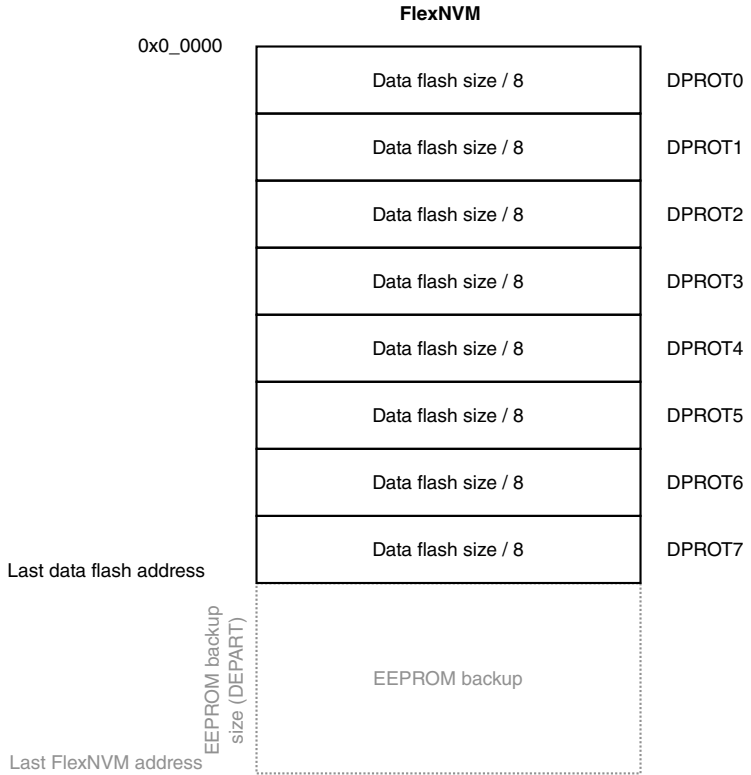 FlexNVM
0x0_0000
Data flash size / 8 DPROT0
Data flash size / 8 DPROT1
Data flash size / 8 DPROT2
Data flash size / 8 DPROT3
Data flash size / 8 DPROT4
Data flash size / 8 DPROT5
Data flash size / 8 DPROT6
Data flash size / 8 DPROT7
Last data flash address
EEPROM backup
size (DEPART)
EEPROM backup
Last FlexNVM address